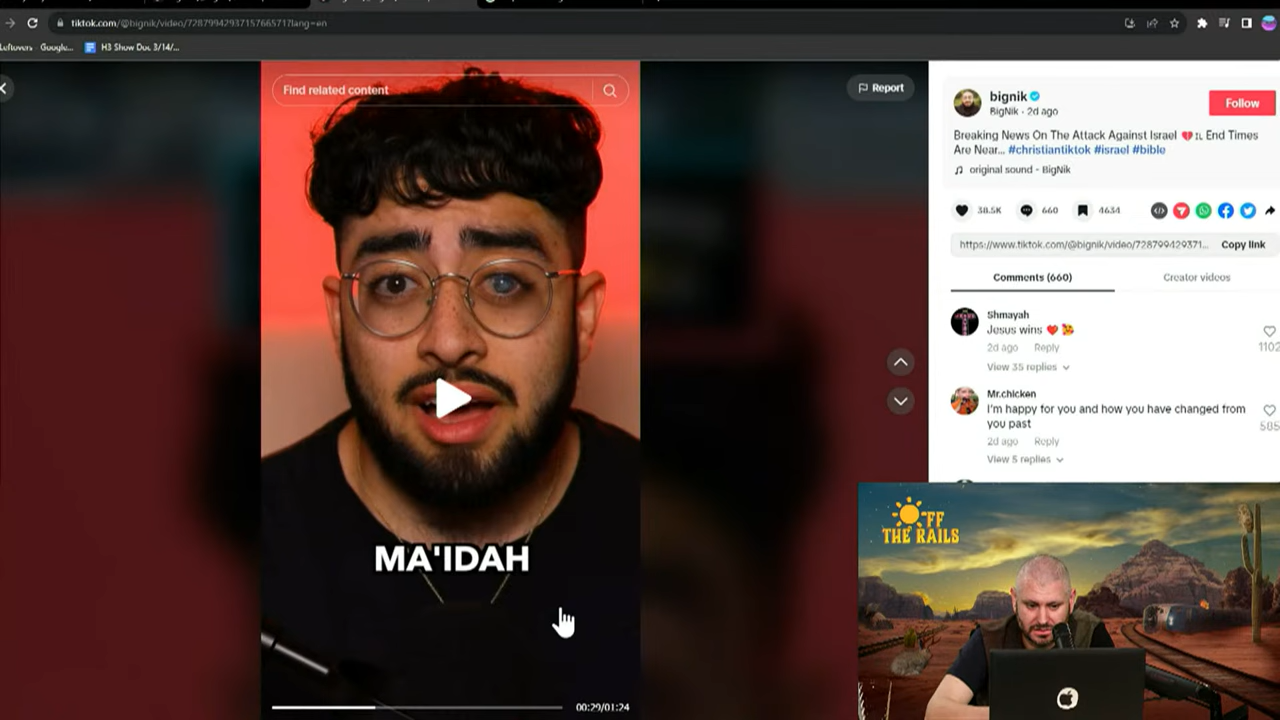 tiktok.com/@bignik/video/7287994293715766571?lang=en
Leftovers - Google...
H3 Show Doc 3/14/...
Find related content
Report
bignik
BigNik · 2d ago
Follow
Breaking News On The Attack Against Israel 💔🇮🇱 End Times
Are Near... #christiantiktok #israel #bible
original sound - BigNik
38.5K
660
4634
https://www.tiktok.com/@bignik/video/728799429371...
Copy link
Comments (660)
Creator videos
Shmayah
Jesus wins ❤️🥰
2d ago
Reply
1102
View 35 replies
Mr.chicken
I'm happy for you and how you have changed from
you past
585
2d ago
Reply
View 5 replies
MA'IDAH
OFF
THE RAILS
00:29/01:24